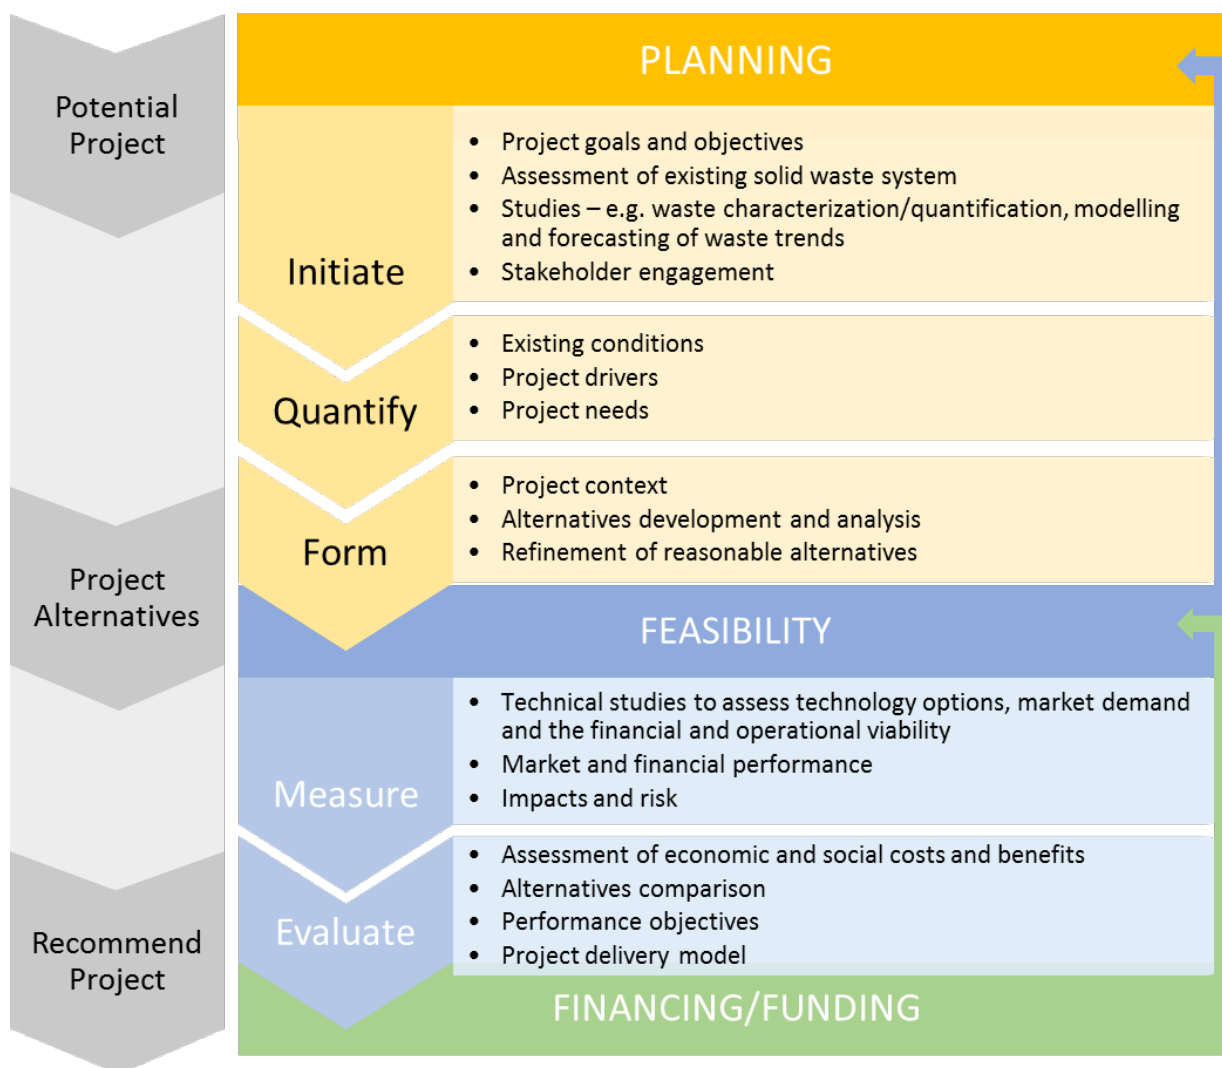 PLANNING
Potential
Project
• Project goals and objectives
• Assessment of existing solid waste system
• Studies – e.g. waste characterization/quantification, modelling
and forecasting of waste trends
• Stakeholder engagement
Initiate
• Existing conditions
• Project drivers
• Project needs
Quantify
• Project context
• Alternatives development and analysis
• Refinement of reasonable alternatives
Form
Project
Alternatives
FEASIBILITY
• Technical studies to assess technology options, market demand
and the financial and operational viability
• Market and financial performance
• Impacts and risk
Measure
• Assessment of economic and social costs and benefits
• Alternatives comparison
• Performance objectives
• Project delivery model
Evaluate
Recommend
Project
FINANCING/FUNDING